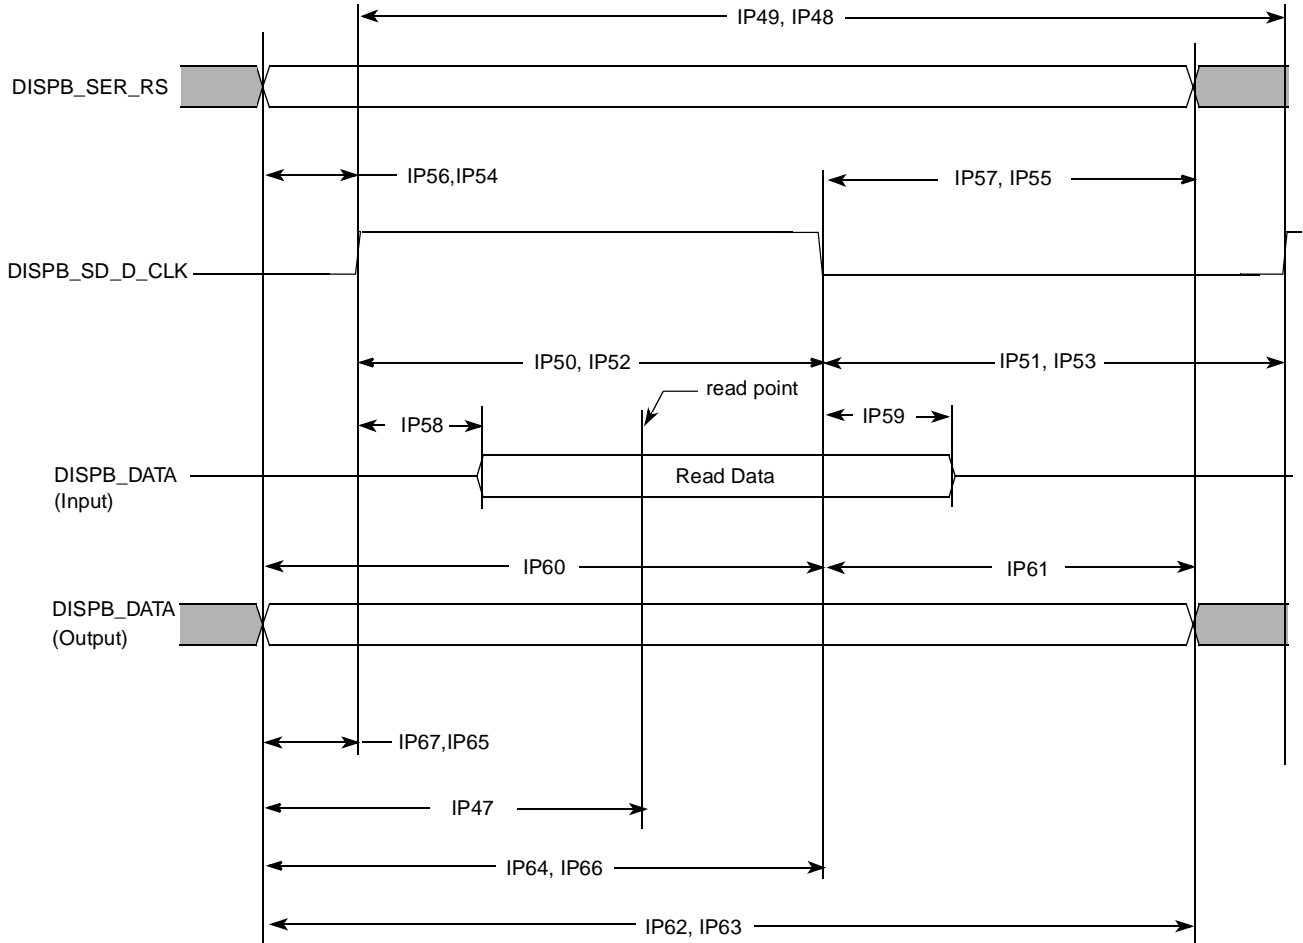 IP49, IP48
DISPB_SER_RS
IP56,IP54
IP57, IP55
DISPB_SD_D_CLK
IP50, IP52
IP51, IP53
read point
IP58
IP59
DISPB_DATA
(Input)
Read Data
IP60
IP61
DISPB_DATA
(Output)
IP67,IP65
IP47
IP64, IP66
IP62, IP63